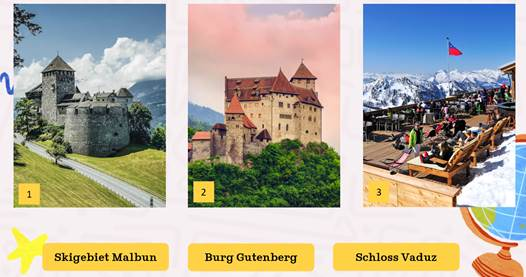 1
2
3
Skigebiet Malbun
Burg Gutenberg
Schloss Vaduz